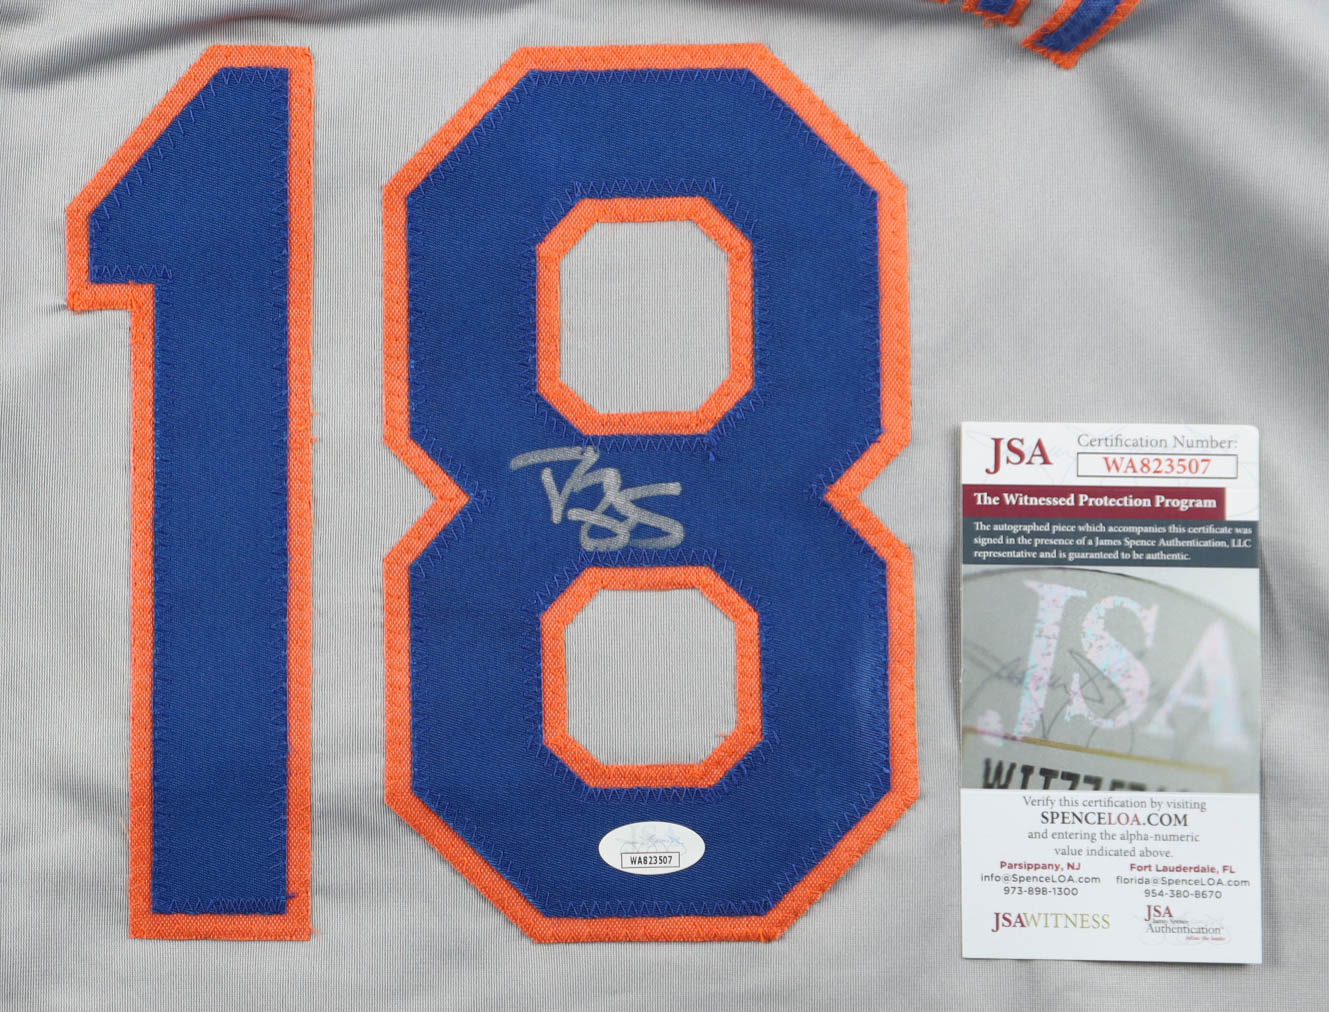 18
WA823507
JSA
Certification Number:
WA823507
The Witnessed Protection Program
The autographed piece which accompanies this certificate was
signed in the presence of a James Spence Authentication, LLC
representative and is guaranteed to be authentic.
JSA
Verify this certification by visiting
SPENCELOA.COM
and entering the alpha-numeric
value indicated above.
Parsippany, NJ
info@SpenceLOA.com
973-898-1300
Fort Lauderdale, FL
florida@SpenceLOA.com
954-380-8670
JSAWITNESS
JSA
James Spence
Authentication